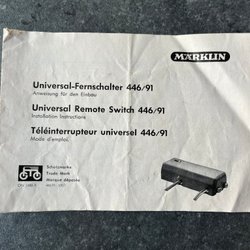 MÄRKLIN
Universal-Fernschalter 446/91
Anweisung für den Einbau
Universal Remote Switch 446/91
Installation Instructions
Téléinterrupteur universel 446/91
Mode d'emploi
Schutzmarke
Trade Mark
Marque déposée